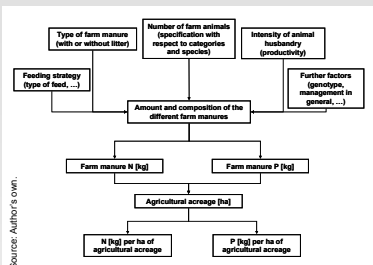 Number of farm animals
(specification with
respect to categories
and species)
Type of farm manure
(with or without litter)
Intensity of animal
husbandry
(productivity)
Feeding strategy
(type of feed, ...)
Further factors
(genotype,
management in
general, ...)
Amount and composition of the
different farm manures
Farm manure N [kg]
Farm manure P [kg]
Agricultural acreage [ha]
N [kg] per ha of
agricultural acreage
P [kg] per ha of
agricultural acreage
Source: Author's own.